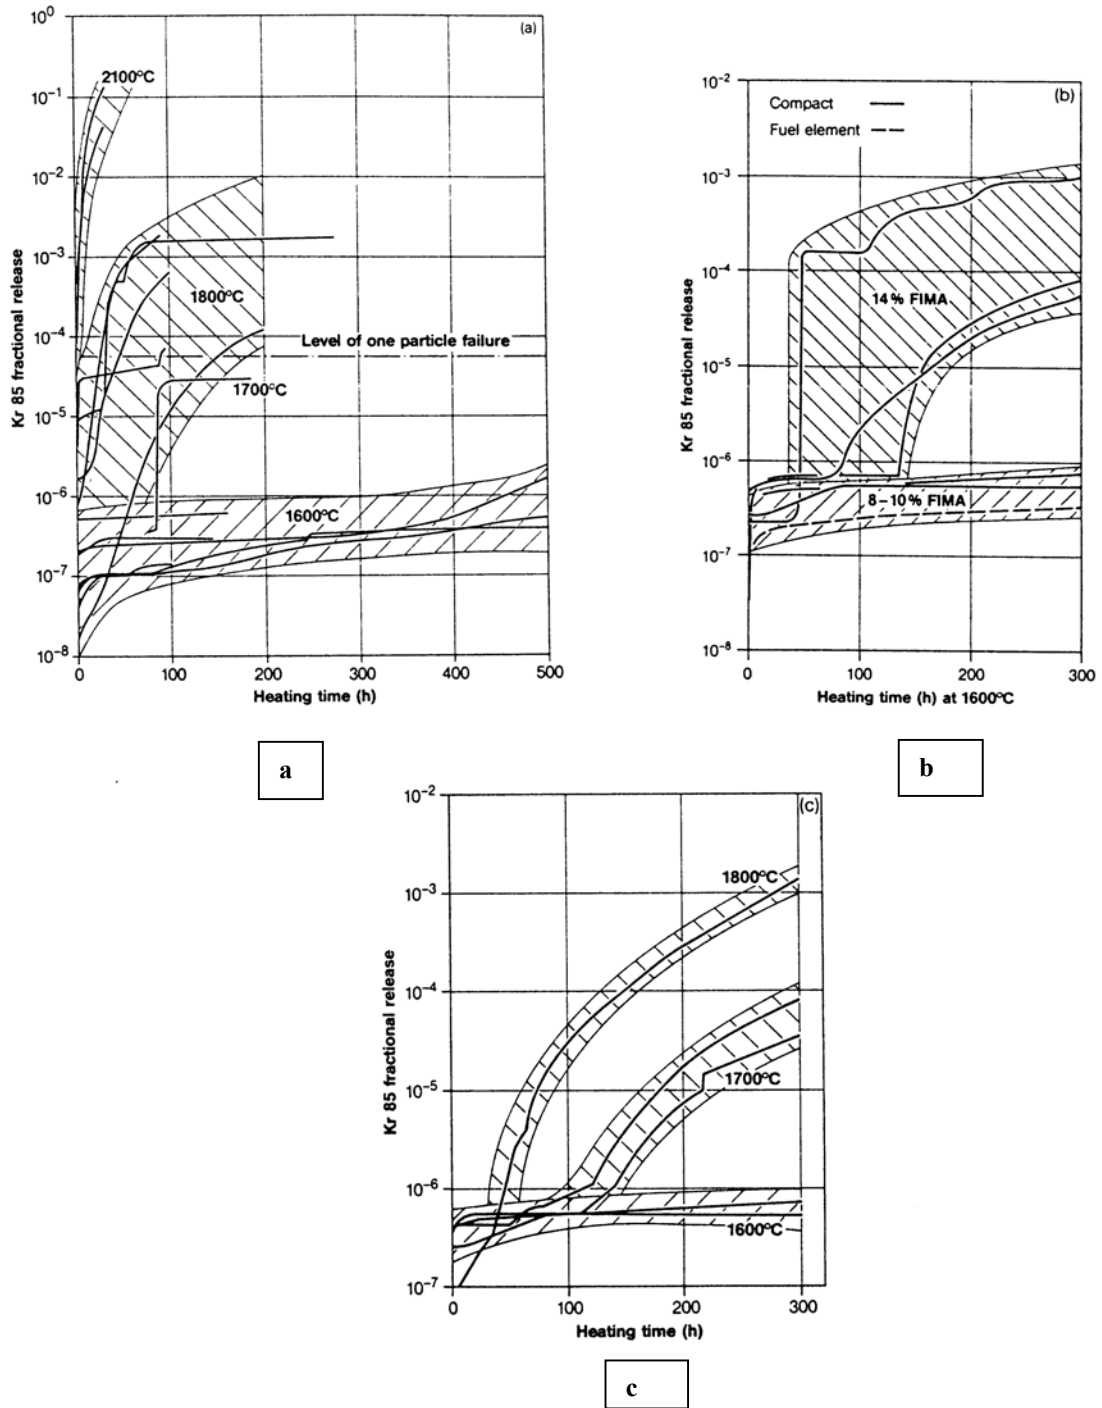 (a)
10⁰
10⁻¹
10⁻²
10⁻³
10⁻⁴
10⁻⁵
10⁻⁶
10⁻⁷
10⁻⁸
Kr 85 fractional release
2100°C
1800°C
Level of one particle failure
1700°C
1600°C
0 100 200 300 400 500
Heating time (h)
a
(b)
10⁻²
10⁻³
10⁻⁴
10⁻⁵
10⁻⁶
10⁻⁷
10⁻⁸
Kr 85 fractional release
Compact
Fuel element
14% FIMA
8–10% FIMA
0 100 200 300
Heating time (h) at 1600°C
b
(c)
10⁻²
10⁻³
10⁻⁴
10⁻⁵
10⁻⁶
10⁻⁷
Kr 85 fractional release
1800°C
1700°C
1600°C
0 100 200 300
Heating time (h)
c